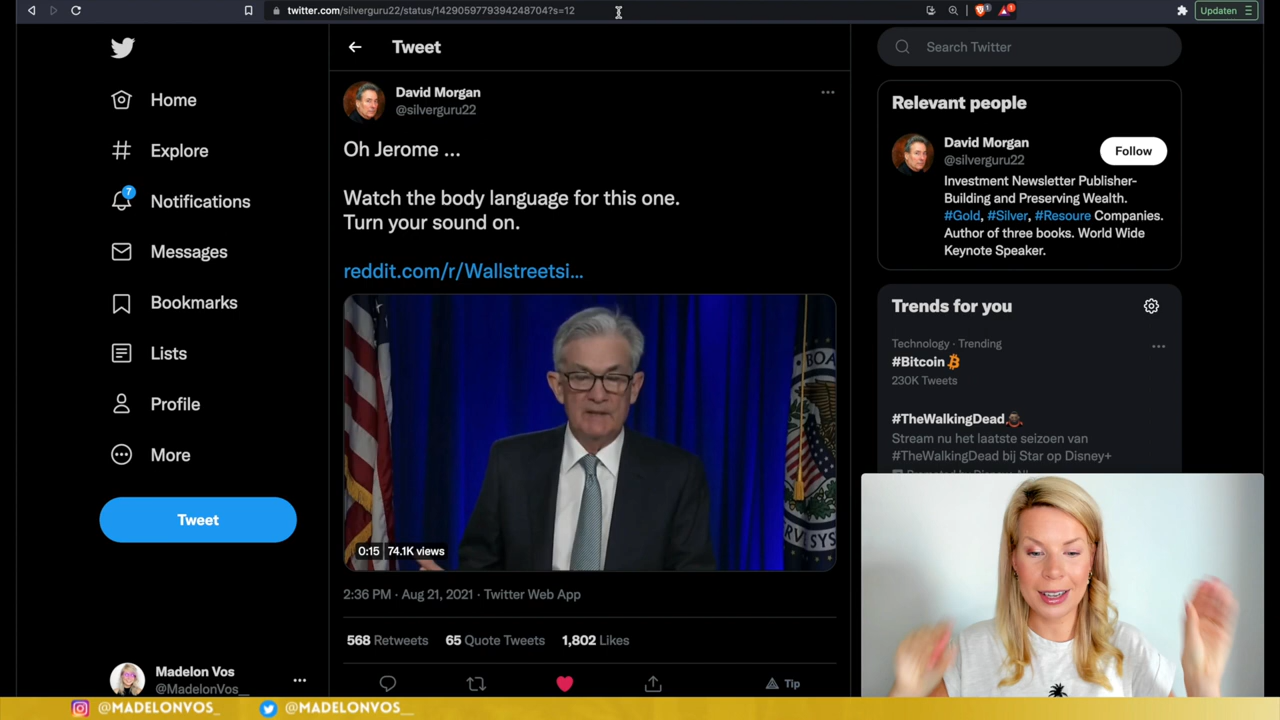 twitter.com/silverguru22/status/1429059779394248704?s=12
Updaten
Home
Explore
7
Notifications
Messages
Bookmarks
Lists
Profile
More
Tweet
Madelon Vos
@MadelonVos_
Tweet
David Morgan
@silverguru22
Oh Jerome ...
Watch the body language for this one.
Turn your sound on.
reddit.com/r/Wallstreetsi...
0:15 74.1K views
2:36 PM · Aug 21, 2021 · Twitter Web App
568 Retweets 65 Quote Tweets 1,802 Likes
Tip
Search Twitter
Relevant people
David Morgan
@silverguru22
Follow
Investment Newsletter Publisher-
Building and Preserving Wealth.
#Gold, #Silver, #Resoure Companies.
Author of three books. World Wide
Keynote Speaker.
Trends for you
Technology · Trending
#Bitcoin
230K Tweets
#TheWalkingDead
Stream nu het laatste seizoen van
#TheWalkingDead bij Star op Disney+
@MADELONVOS_ @MADELONVOS__